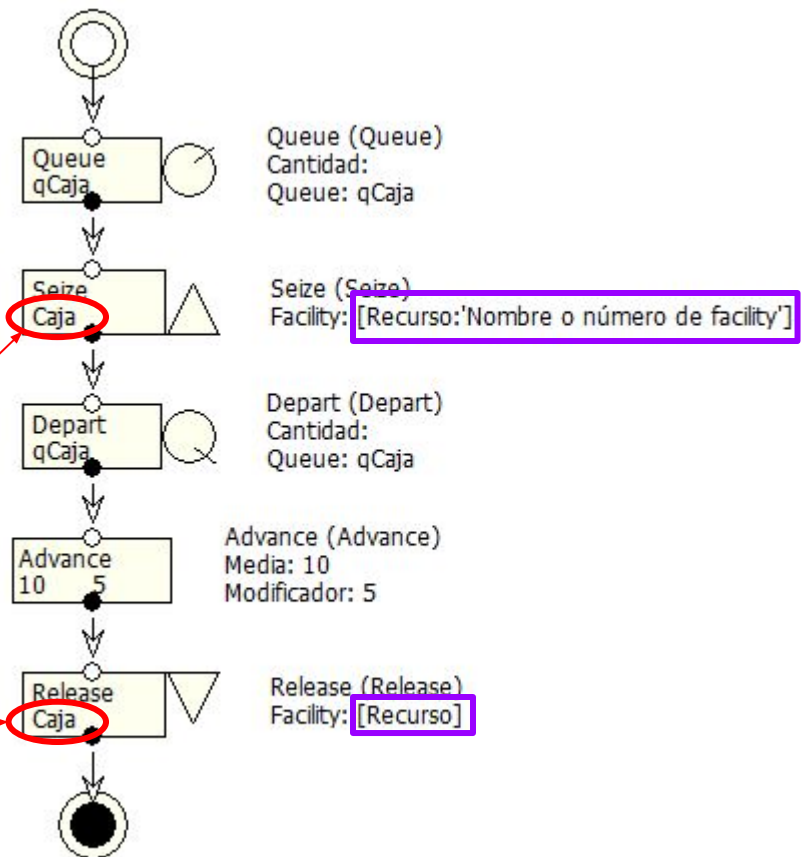 Queue
qCaja
Queue (Queue)
Cantidad:
Queue: qCaja
Seize
Caja
Seize (Seize)
Facility: [Recurso:'Nombre o número de facility']
Depart
qCaja
Depart (Depart)
Cantidad:
Queue: qCaja
Advance
10 5
Advance (Advance)
Media: 10
Modificador: 5
Release
Caja
Release (Release)
Facility: [Recurso]